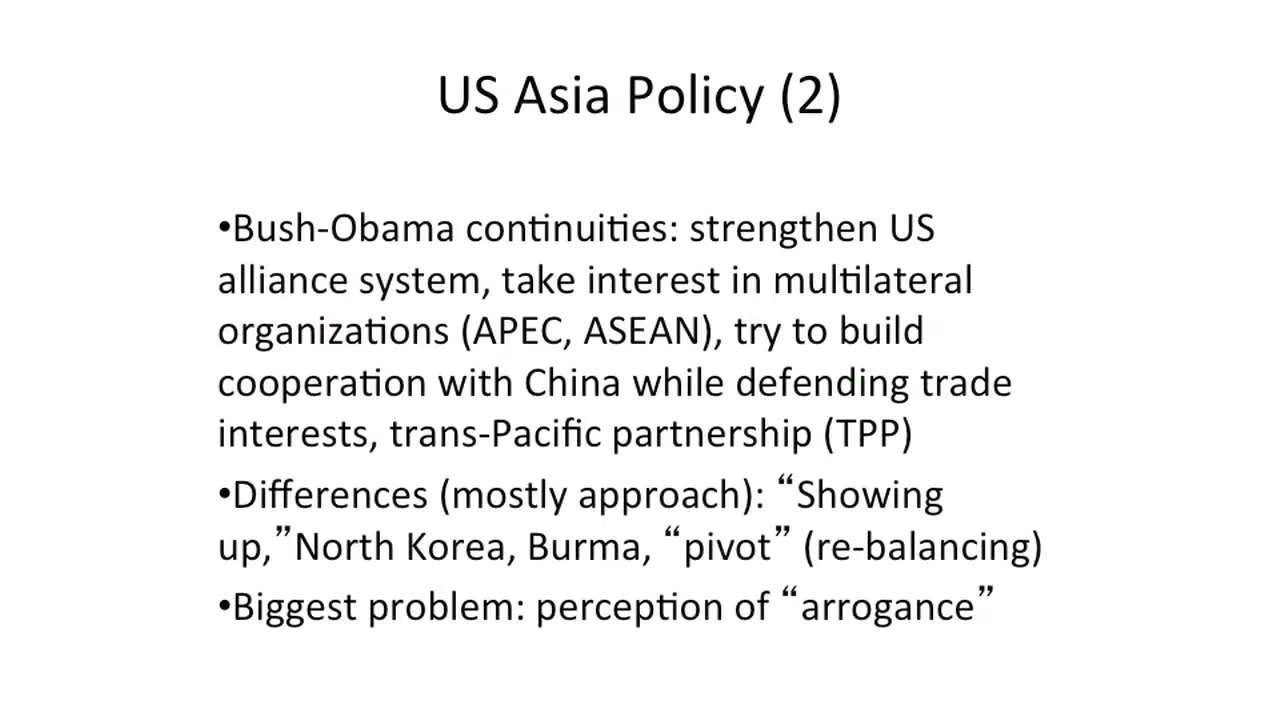 US Asia Policy (2)
•Bush-Obama continuities: strengthen US
alliance system, take interest in multilateral
organizations (APEC, ASEAN), try to build
cooperation with China while defending trade
interests, trans-Pacific partnership (TPP)
•Differences (mostly approach): “Showing
up,”North Korea, Burma, “pivot” (re-balancing)
•Biggest problem: perception of “arrogance”